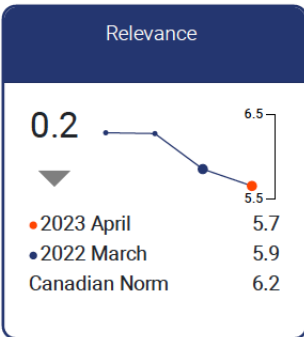 Relevance
0.2
6.5
5.5
2023 April 5.7
2022 March 5.9
Canadian Norm 6.2